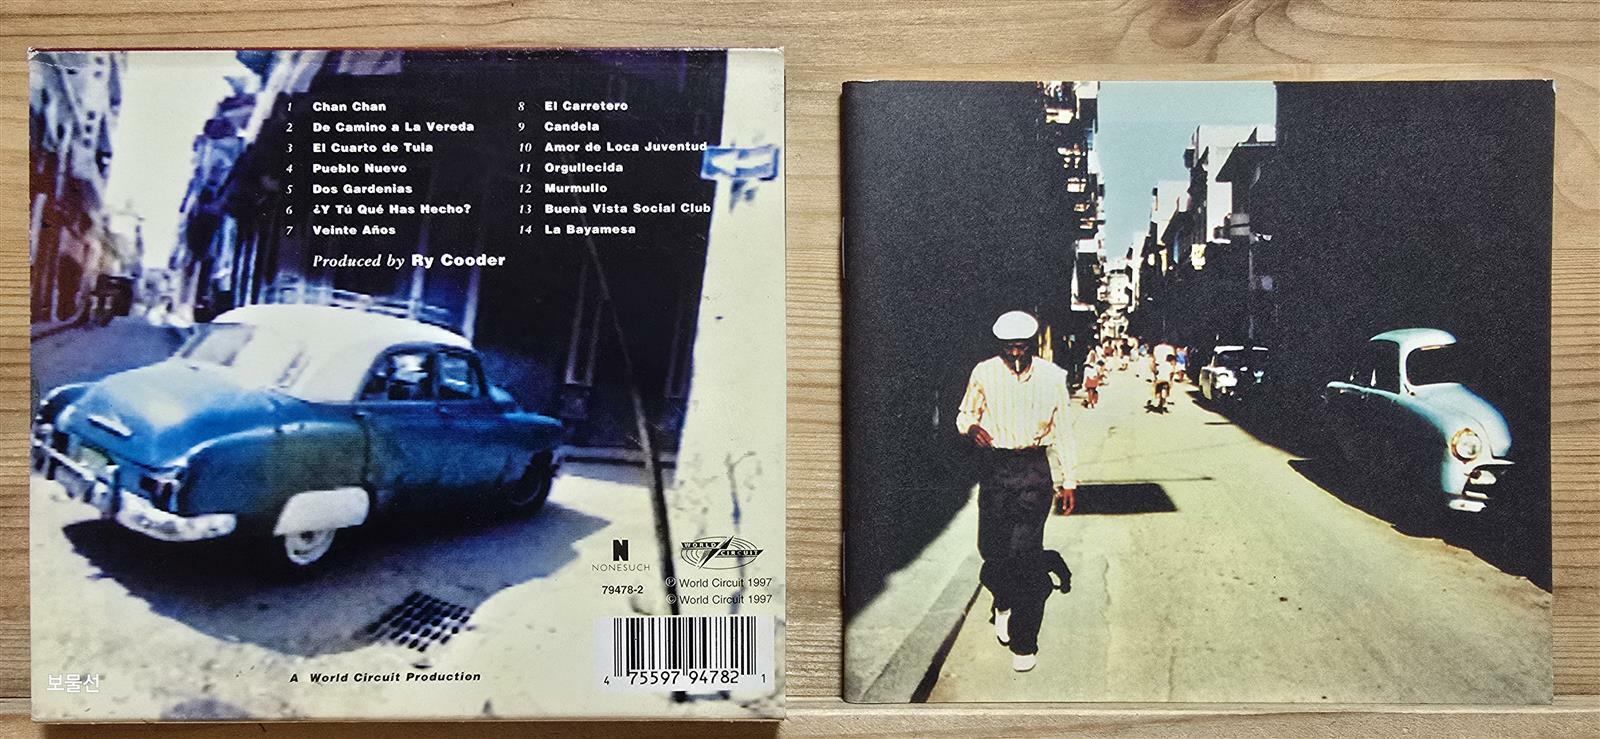 1 Chan Chan
2 De Camino a La Vereda
3 El Cuarto de Tula
4 Pueblo Nuevo
5 Dos Gardenias
6 ¿Y Tú Qué Has Hecho?
7 Veinte Años
8 El Carretero
9 Candela
10 Amor de Loca Juventud
11 Orgullecida
12 Murmullo
13 Buena Vista Social Club
14 La Bayamesa
Produced by Ry Cooder
N
NONESUCH
79478-2
WORLD CIRCUIT
℗ World Circuit 1997
© World Circuit 1997
A World Circuit Production
4 75597 94782 1
보물선